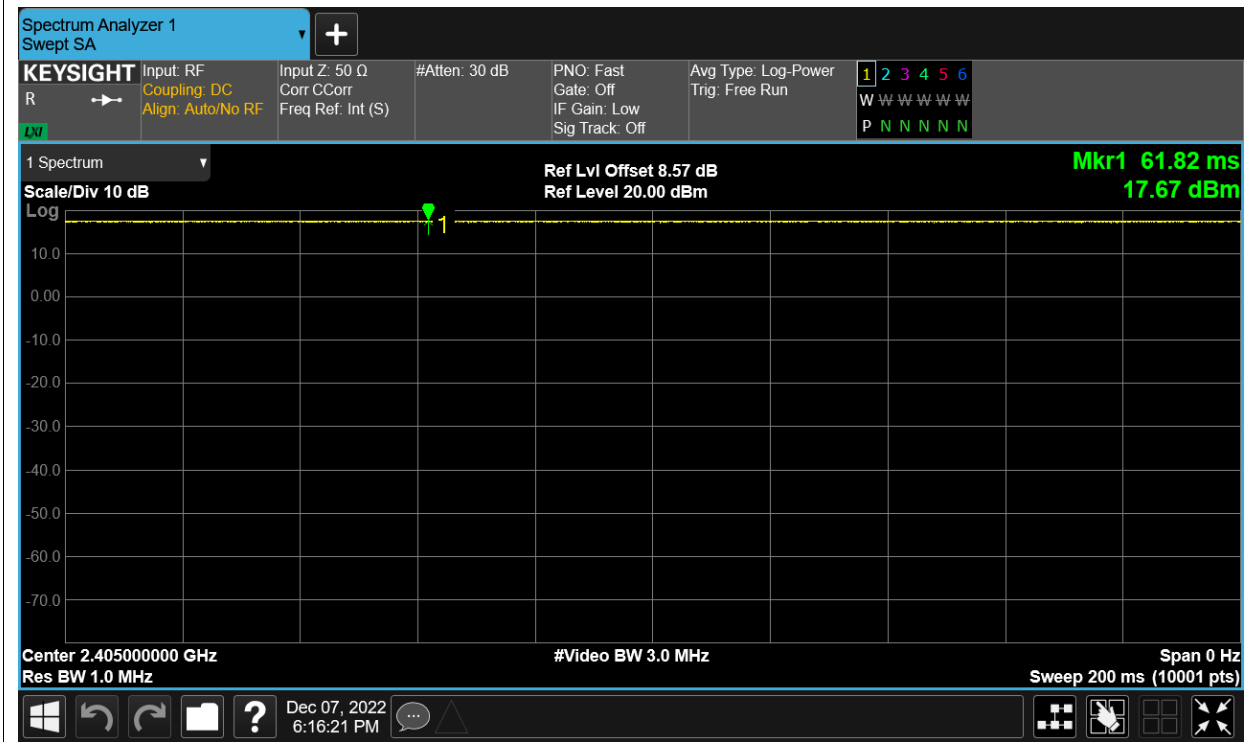 Spectrum Analyzer 1
Swept SA
KEYSIGHT
R
LXI
Input: RF
Coupling: DC
Align: Auto/No RF
Input Z: 50 Ω
Corr CCorr
Freq Ref: Int (S)
#Atten: 30 dB
PNO: Fast
Gate: Off
IF Gain: Low
Sig Track: Off
Avg Type: Log-Power
Trig: Free Run
1 2 3 4 5 6
W W W W W W
P N N N N N
1 Spectrum
Scale/Div 10 dB
Ref Lvl Offset 8.57 dB
Ref Level 20.00 dBm
Mkr1 61.82 ms
17.67 dBm
Log
1
10.0
0.00
-10.0
-20.0
-30.0
-40.0
-50.0
-60.0
-70.0
Center 2.405000000 GHz
#Video BW 3.0 MHz
Span 0 Hz
Res BW 1.0 MHz
Sweep 200 ms (10001 pts)
?
Dec 07, 2022
6:16:21 PM